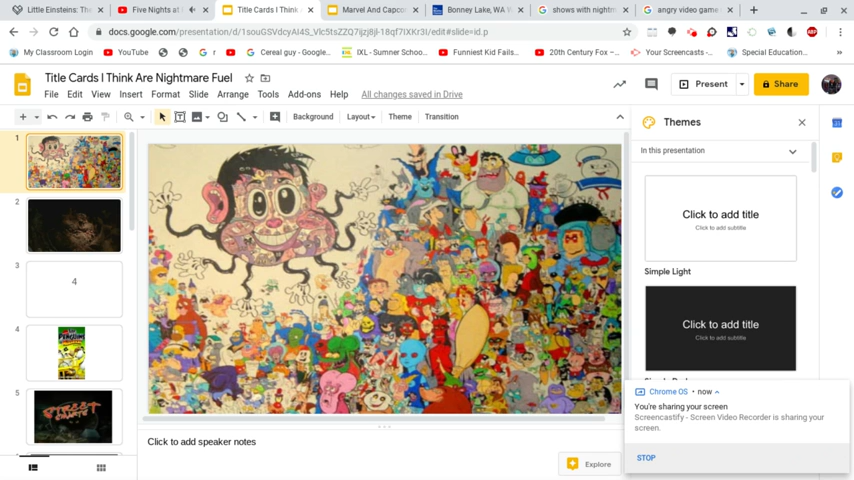 Little Einsteins: The
Five Nights at F
Title Cards I Think A
Marvel And Capcom
Bonney Lake, WA W
shows with nightm
angry video game
docs.google.com/presentation/d/1souGSVdcyAI4S_Vlc5tsZZQ7ijzj8jl-18qf7IXKr3I/edit#slide=id.p
My Classroom Login
YouTube
G
r
Cereal guy - Google...
IXL - Sumner Schoo...
Funniest Kid Fails...
20th Century Fox –...
Your Screencasts -...
Special Education...
Title Cards I Think Are Nightmare Fuel
File Edit View Insert Format Slide Arrange Tools Add-ons Help All changes saved in Drive
Present
Share
Background Layout Theme Transition
Themes
In this presentation
1
2
3
4
4
5
STREET
Click to add title
Click to add subtitle
Simple Light
Click to add title
Click to add subtitle
Chrome OS • now
You're sharing your screen
Screencastify - Screen Video Recorder is sharing your
screen.
STOP
Click to add speaker notes
Explore